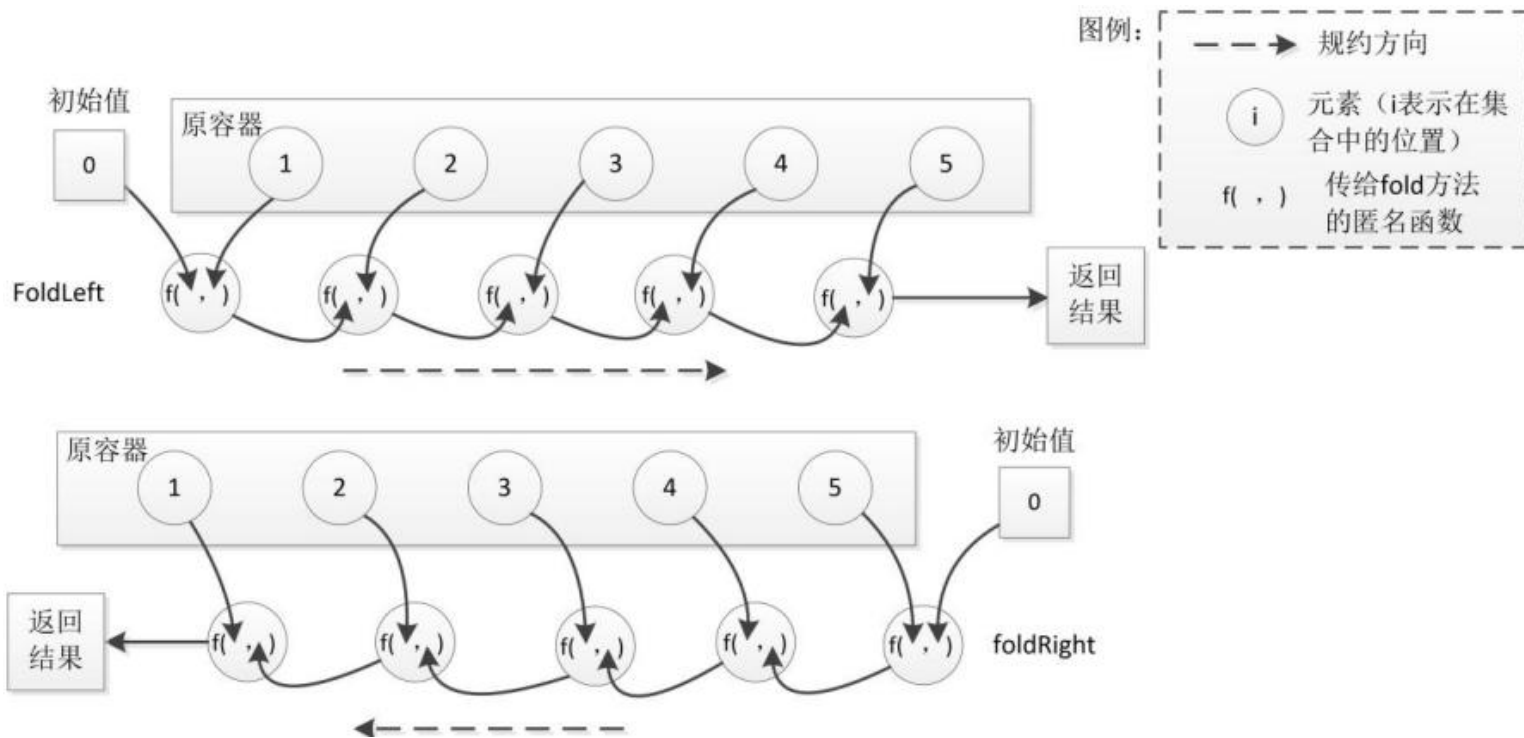 图例：
规约方向
i
元素（i表示在集
合中的位置）
f( ，)
传给fold方法
的匿名函数
初始值
0
原容器
1
2
3
4
5
FoldLeft
f( ，)
f( ，)
f( ，)
f( ，)
f( ，)
返回
结果
原容器
1
2
3
4
5
初始值
0
返回
结果
f( ，)
f( ，)
f( ，)
f( ，)
f( ，)
foldRight